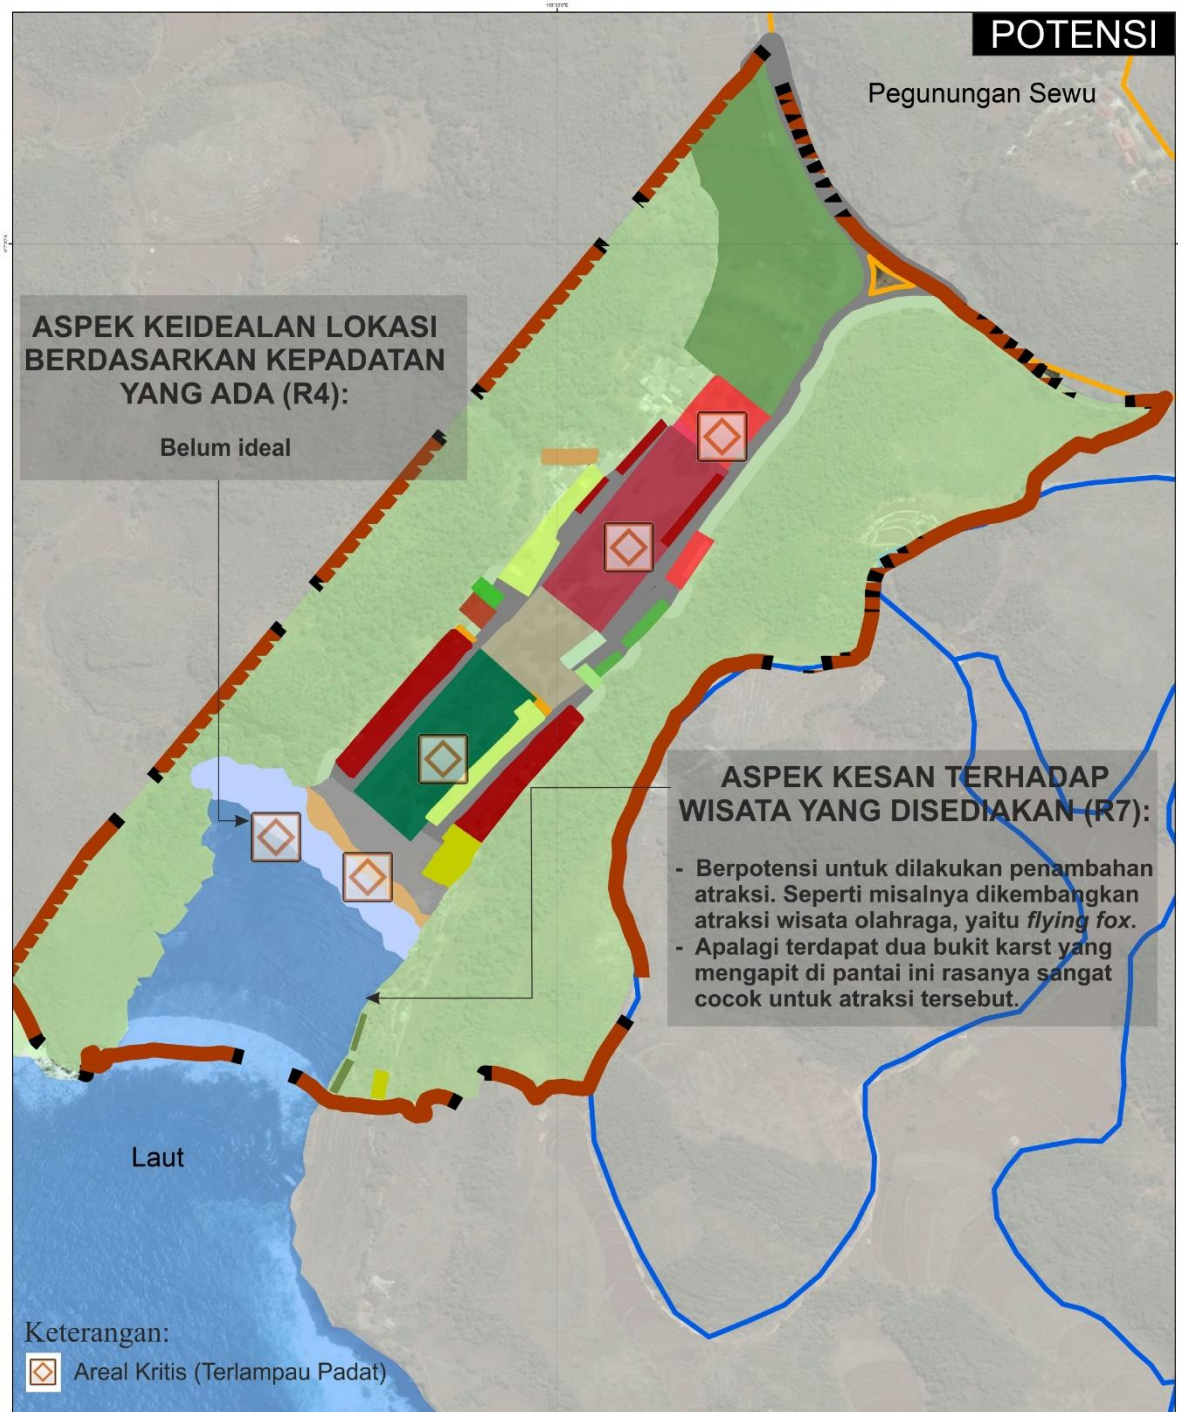 POTENSI
Pegunungan Sewu
ASPEK KEIDEALAN LOKASI
BERDASARKAN KEPADATAN
YANG ADA (R4):
Belum ideal
ASPEK KESAN TERHADAP
WISATA YANG DISEDIAKAN (R7):
- Berpotensi untuk dilakukan penambahan
atraksi. Seperti misalnya dikembangkan
atraksi wisata olahraga, yaitu flying fox.
- Apalagi terdapat dua bukit karst yang
mengapit di pantai ini rasanya sangat
cocok untuk atraksi tersebut.
Laut
Keterangan:
Areal Kritis (Terlampau Padat)